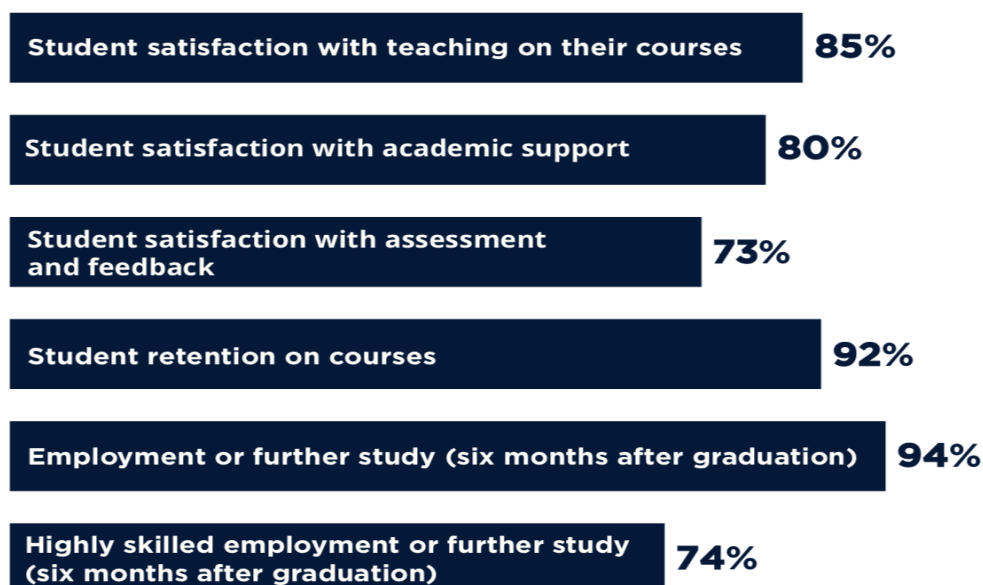 Student satisfaction with teaching on their courses 85%
Student satisfaction with academic support 80%
Student satisfaction with assessment
and feedback 73%
Student retention on courses 92%
Employment or further study (six months after graduation) 94%
Highly skilled employment or further study
(six months after graduation) 74%